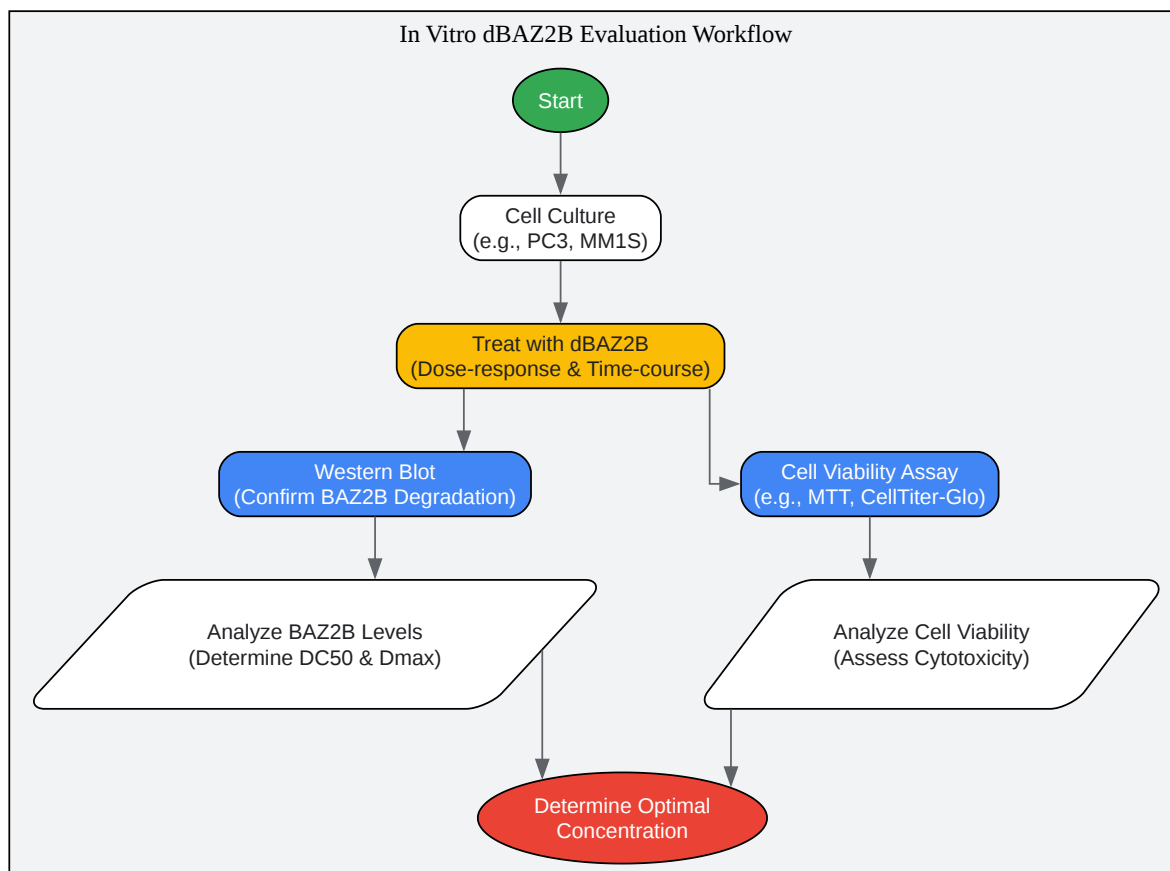 In Vitro dBAZ2B Evaluation Workflow
Start
Cell Culture
(e.g., PC3, MM1S)
Treat with dBAZ2B
(Dose-response & Time-course)
Western Blot
(Confirm BAZ2B Degradation)
Cell Viability Assay
(e.g., MTT, CellTiter-Glo)
Analyze BAZ2B Levels
(Determine DC50 & Dmax)
Analyze Cell Viability
(Assess Cytotoxicity)
Determine Optimal
Concentration